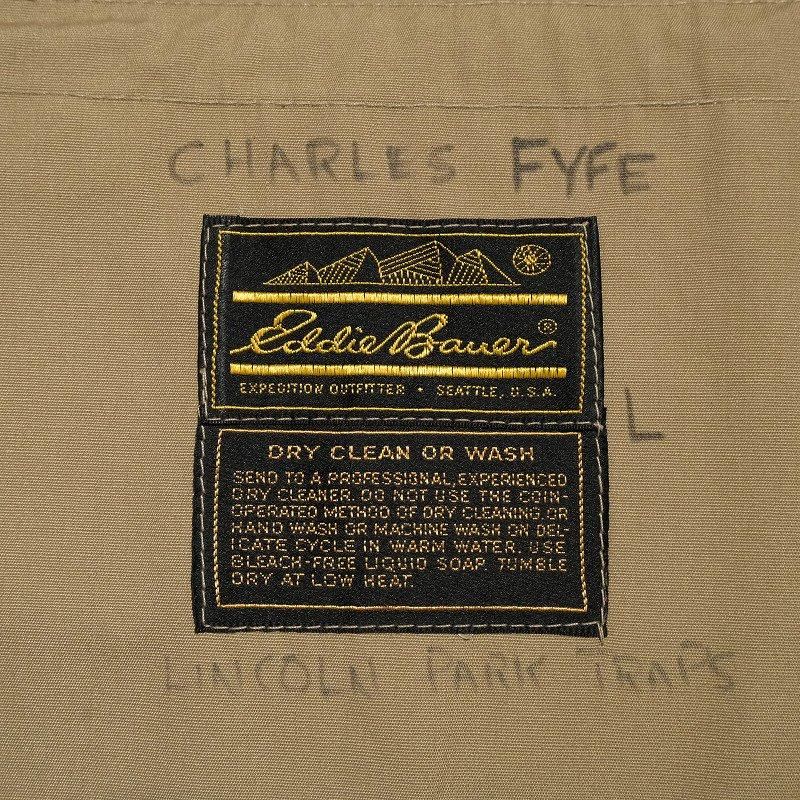 CHARLES FYFE
Eddie Bauer®
EXPEDITION OUTFITTER • SEATTLE, U.S.A.
L
DRY CLEAN OR WASH
SEND TO A PROFESSIONAL, EXPERIENCED
DRY CLEANER. DO NOT USE THE COIN-
OPERATED METHOD OF DRY CLEANING. OR
HAND WASH OR MACHINE WASH ON DEL-
ICATE CYCLE IN WARM WATER. USE
BLEACH-FREE LIQUID SOAP. TUMBLE
DRY AT LOW HEAT.
LINCOLN PARK TRAPS